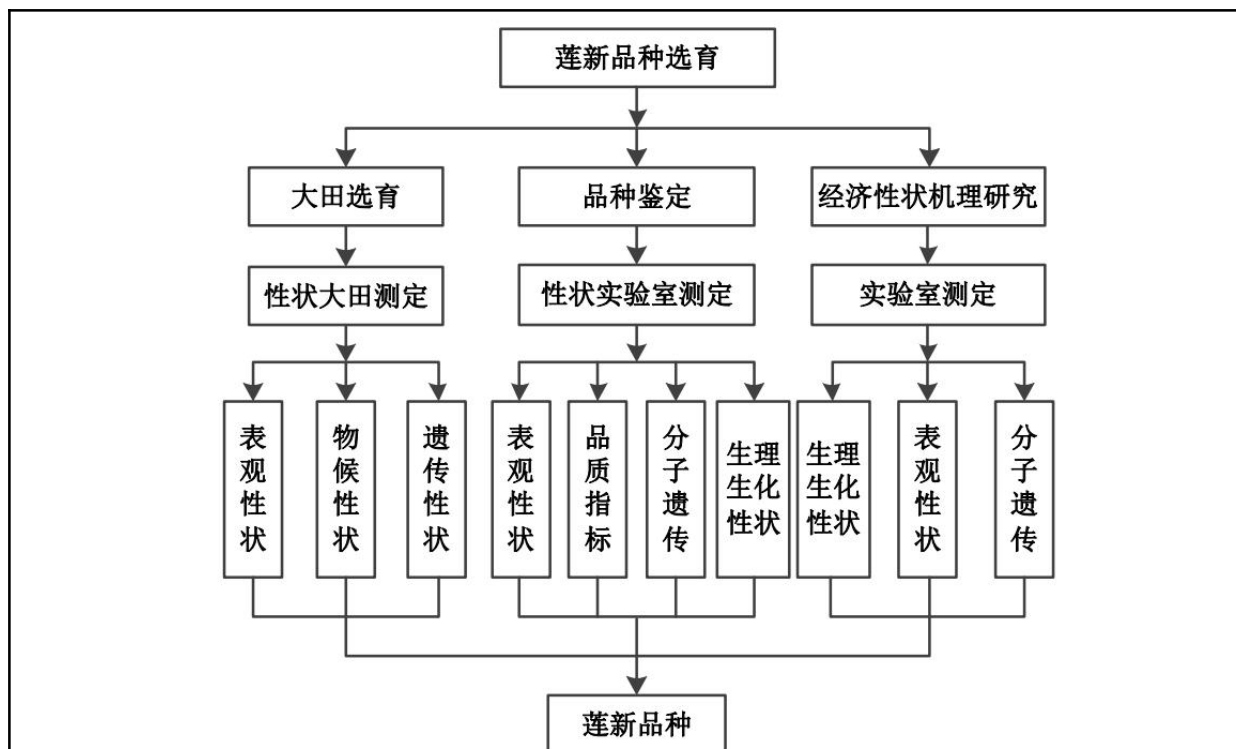 莲新品种选育
大田选育
品种鉴定
经济性状机理研究
性状大田测定
性状实验室测定
实验室测定
表观性状
物候性状
遗传性状
表观性状
品质指标
分子遗传
生理生化性状
生理生化性状
表观性状
分子遗传
莲新品种